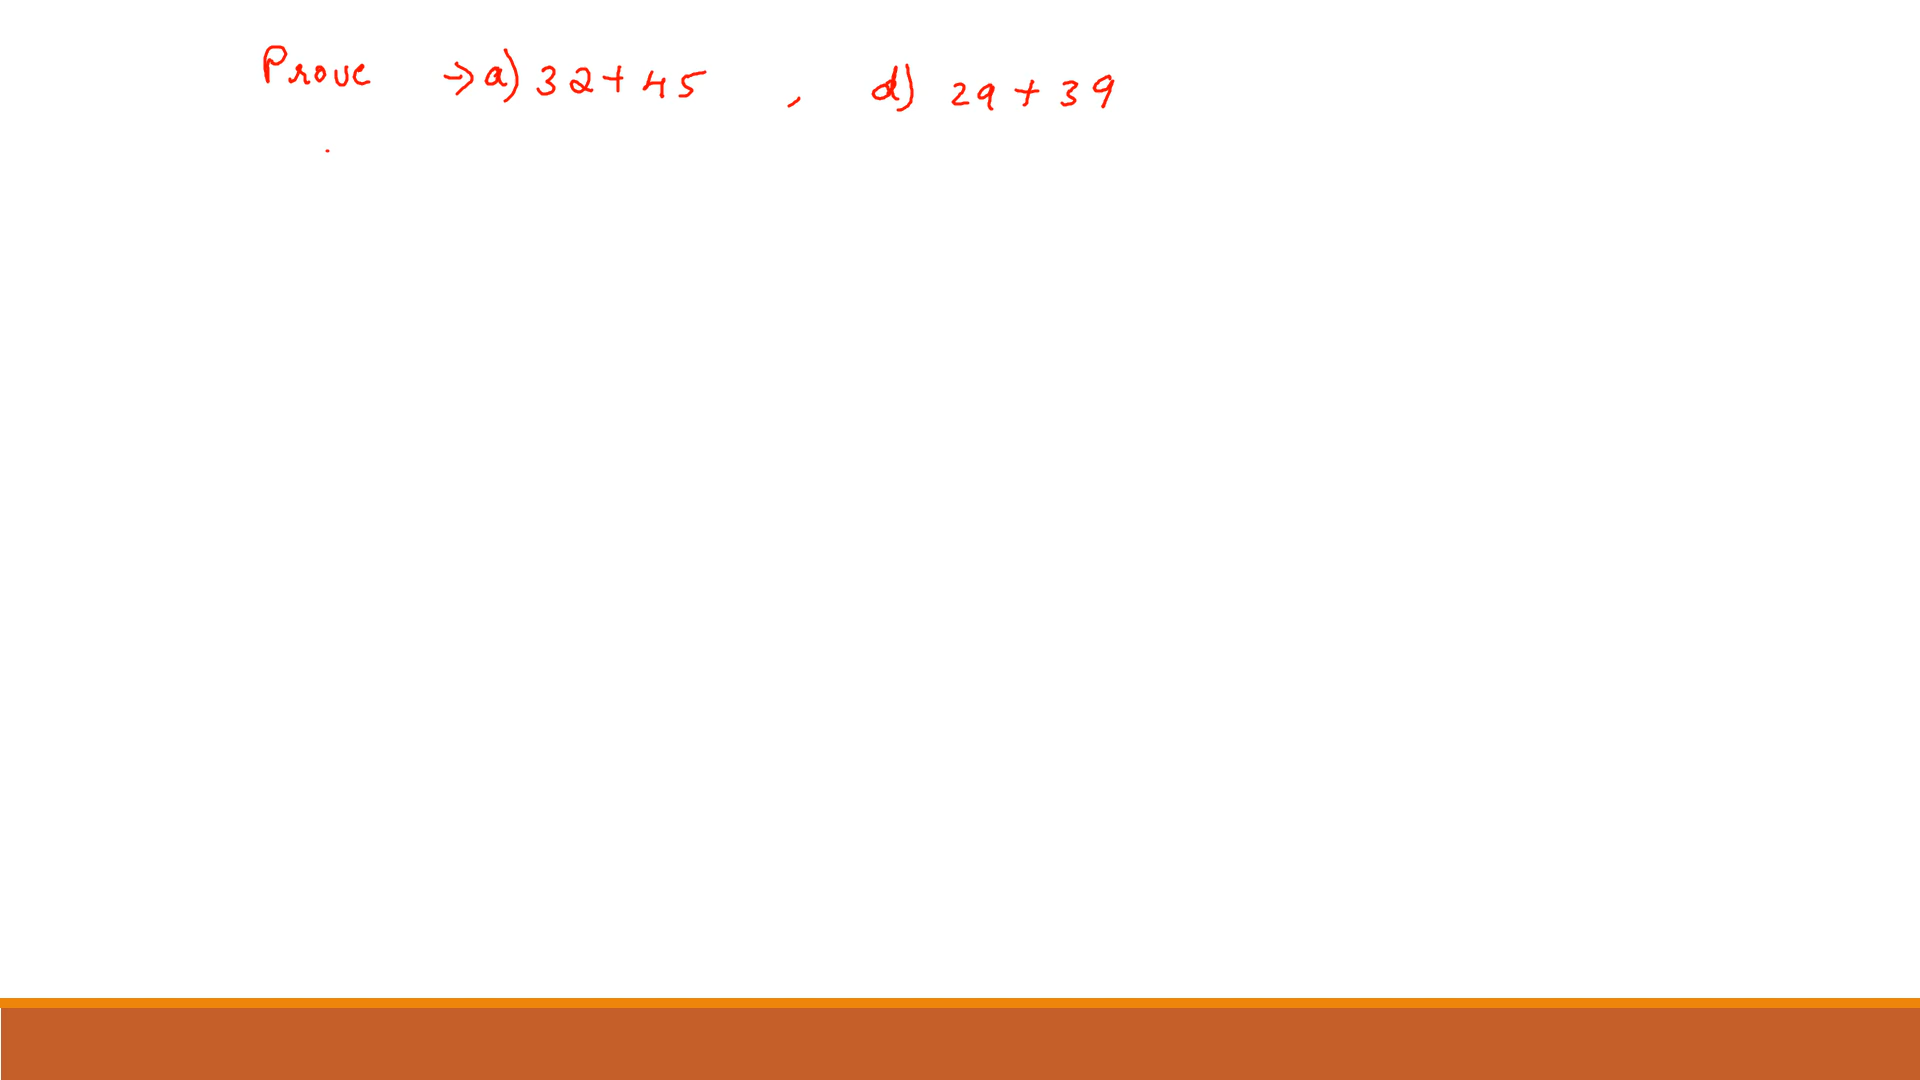 Prove → a) 32 + 45 , d) 29 + 39